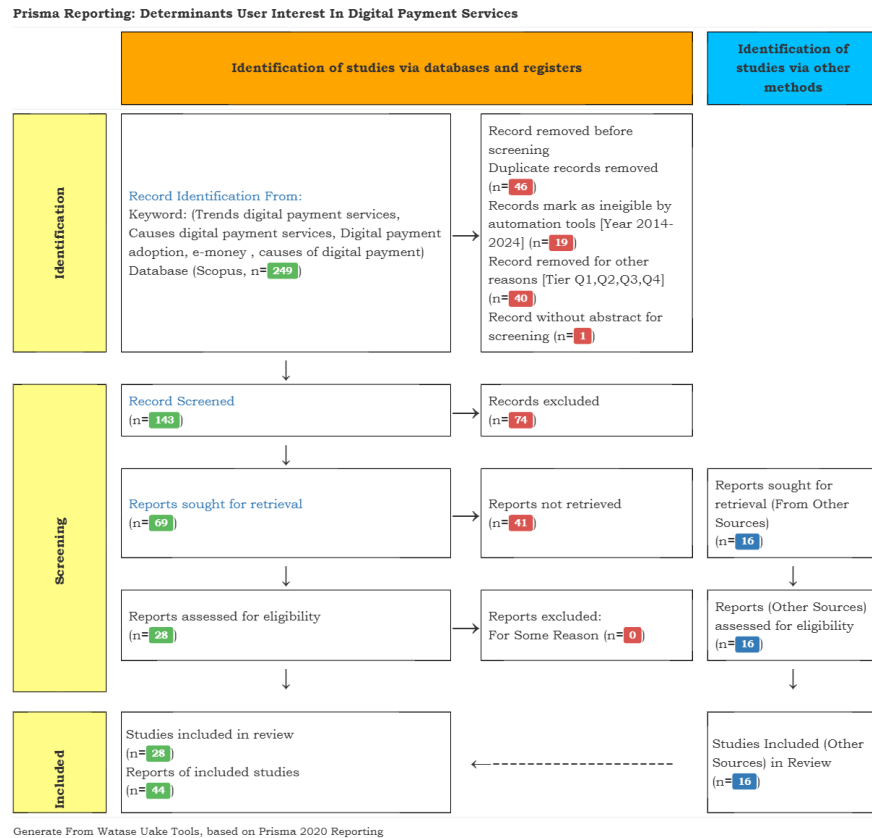 Prisma Reporting: Determinants User Interest In Digital Payment Services
Identification of studies via databases and registers
Identification of
studies via other
methods
Identification
Record Identification From:
Keyword: (Trends digital payment services,
Causes digital payment services, Digital payment
adoption, e-money , causes of digital payment)
Database (Scopus, n=249)
Record removed before
screening
Duplicate records removed
(n=46)
Records mark as ineigible by
automation tools [Year 2014-
2024] (n=19)
Record removed for other
reasons [Tier Q1,Q2,Q3,Q4]
(n=40)
Record without abstract for
screening (n=1)
Screening
Record Screened
(n=143)
Records excluded
(n=74)
Reports sought for retrieval
(n=69)
Reports not retrieved
(n=41)
Reports sought for
retrieval (From Other
Sources)
(n=16)
Reports assessed for eligibility
(n=28)
Reports excluded:
For Some Reason (n=0)
Reports (Other Sources)
assessed for eligibility
(n=16)
Included
Studies included in review
(n=28)
Reports of included studies
(n=44)
Studies Included (Other
Sources) in Review
(n=16)
Generate From Watase Uake Tools, based on Prisma 2020 Reporting